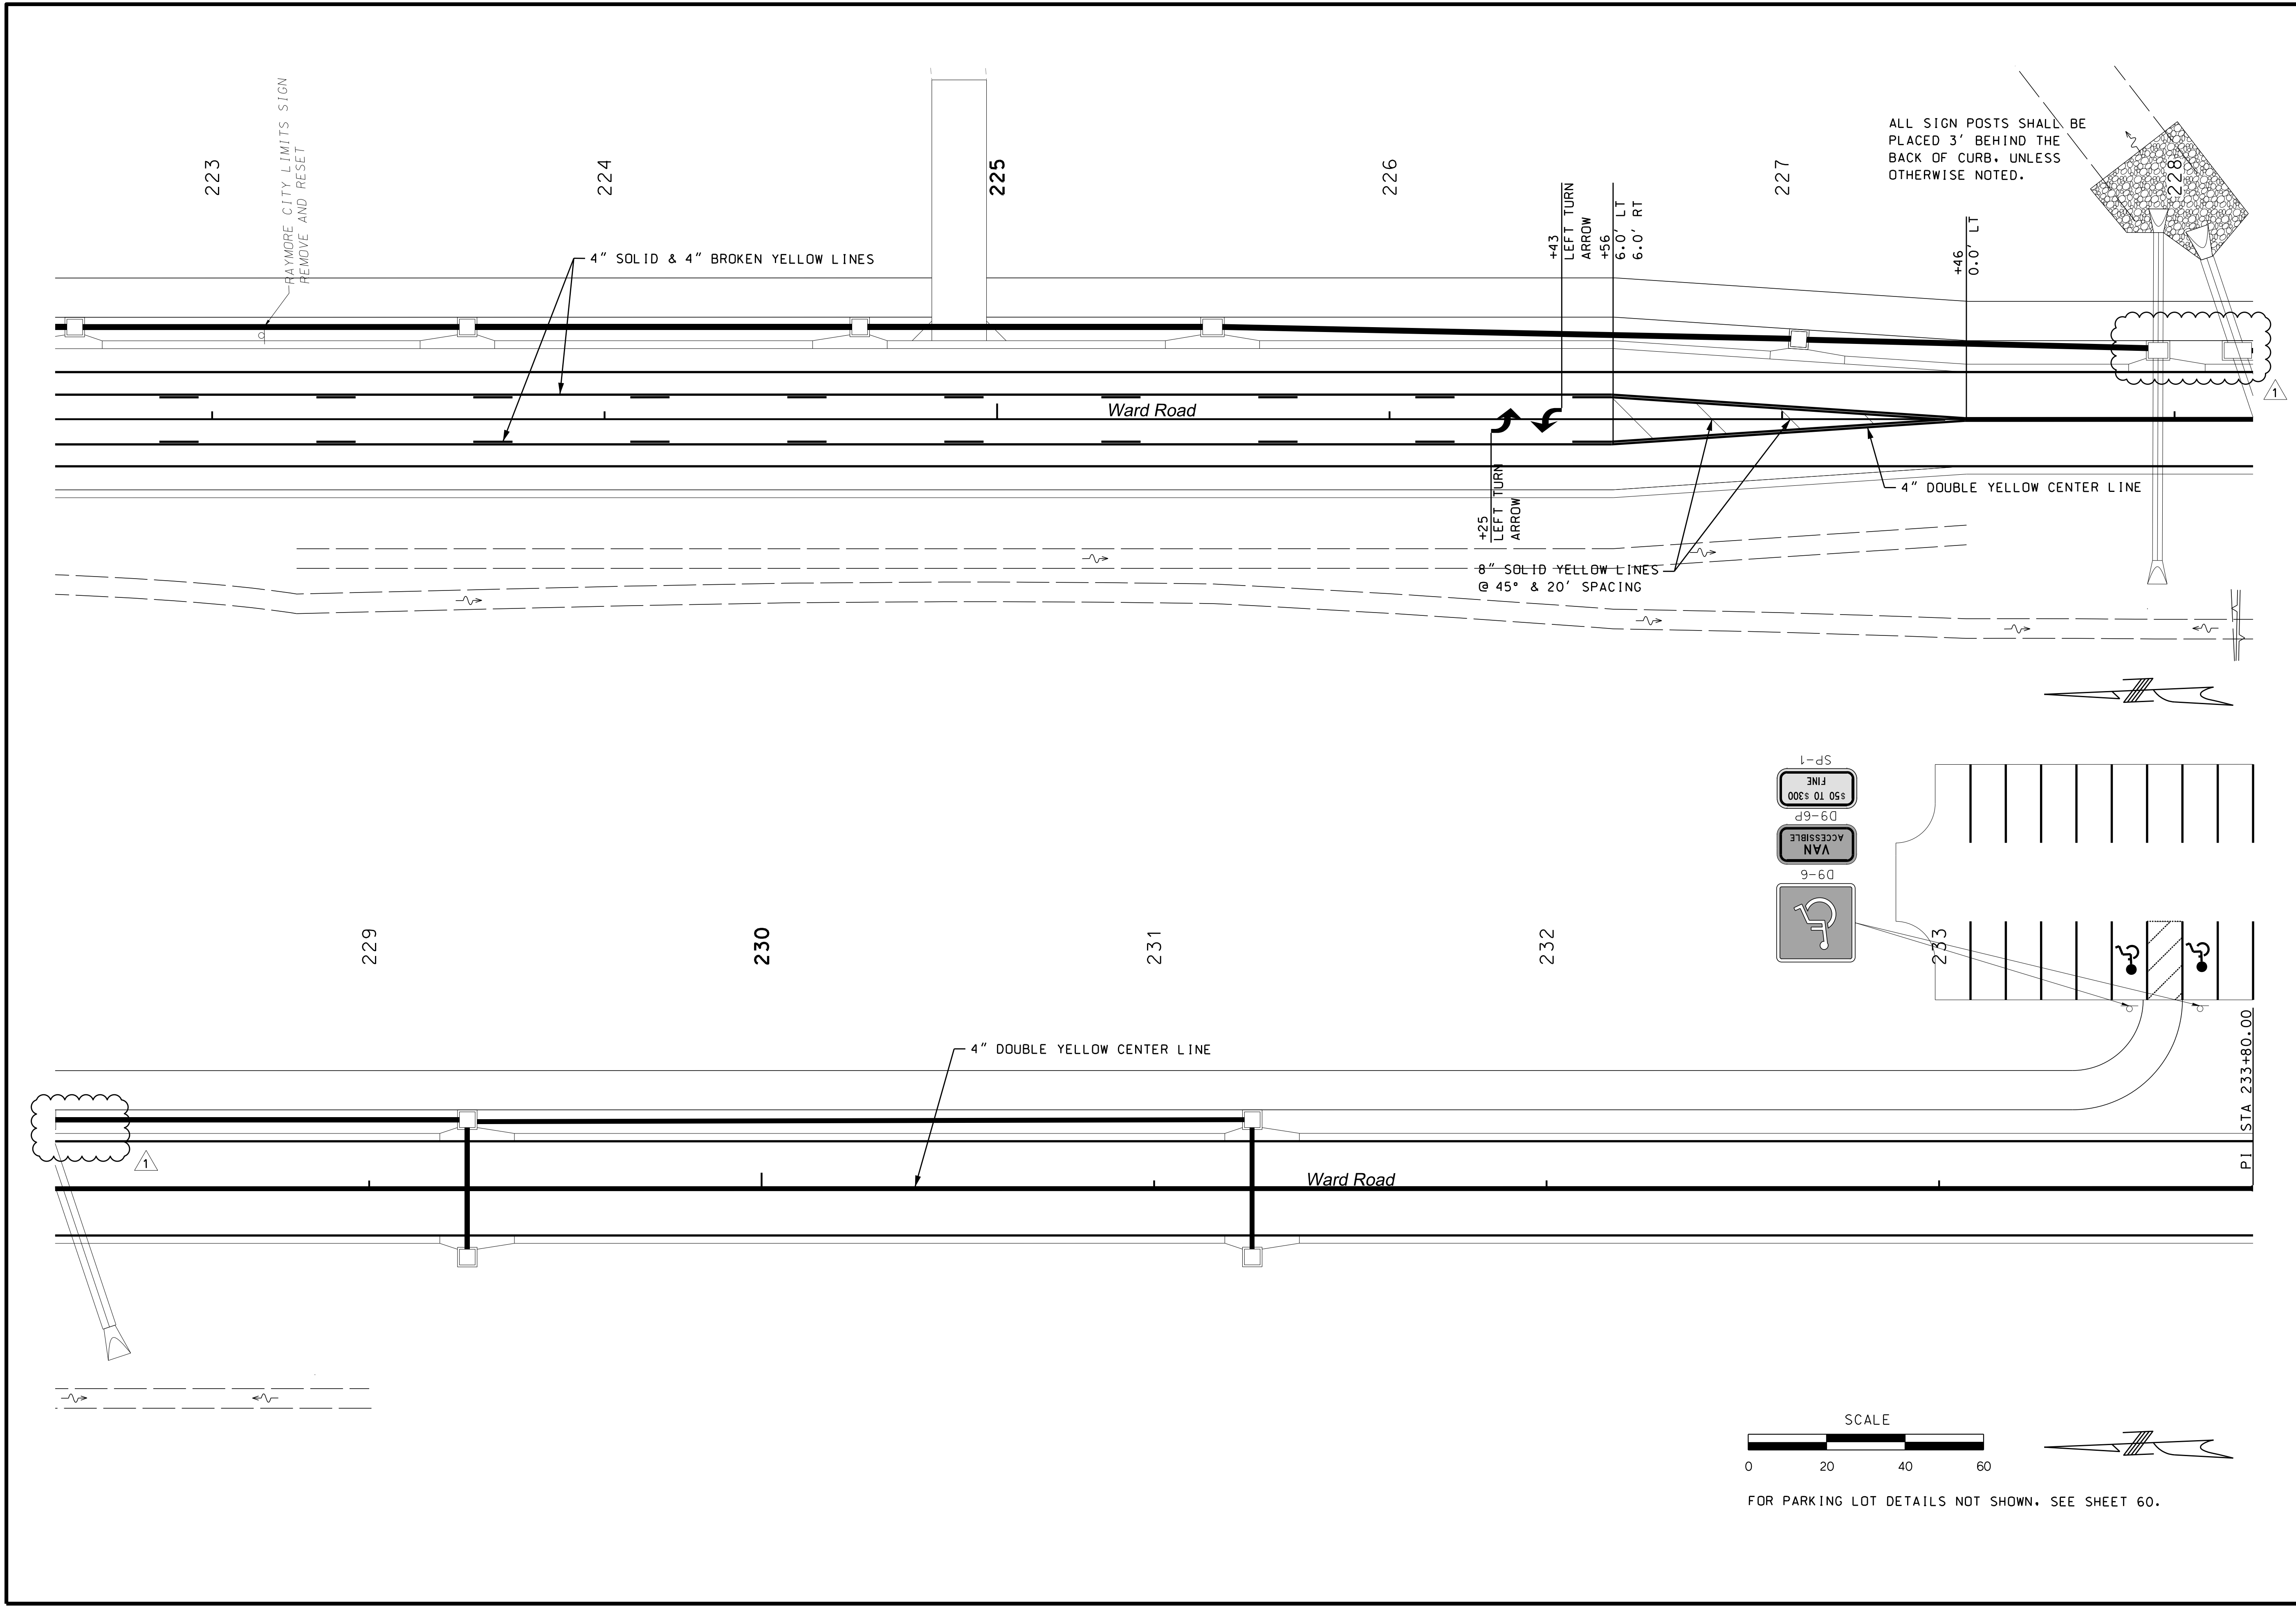 RAYMORE CITY LIMITS SIGN
REMOVE AND RESET
223
224
225
226
227
228
ALL SIGN POSTS SHALL BE
PLACED 3' BEHIND THE
BACK OF CURB, UNLESS
OTHERWISE NOTED.
4" SOLID & 4" BROKEN YELLOW LINES
+43
LEFT TURN
ARROW
+56
6.0' LT
6.0' RT
+46
0.0' LT
1
Ward Road
+25
LEFT TURN
ARROW
4" DOUBLE YELLOW CENTER LINE
8" SOLID YELLOW LINES
@ 45° & 20' SPACING
SP-1
$50 TO $300
FINE
D9-6P
VAN
ACCESSIBLE
D9-6
229
230
231
232
233
4" DOUBLE YELLOW CENTER LINE
PI STA 233+80.00
1
Ward Road
SCALE
0 20 40 60
FOR PARKING LOT DETAILS NOT SHOWN, SEE SHEET 60.